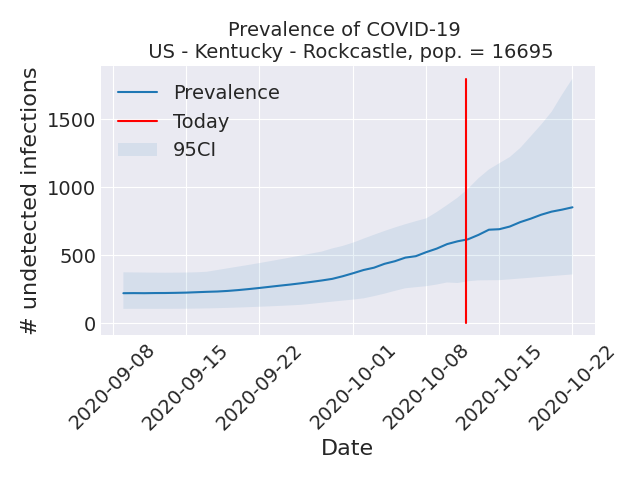 Prevalence of COVID-19
US - Kentucky - Rockcastle, pop. = 16695
# undetected infections
1500
1000
500
0
Prevalence
Today
95CI
2020-09-08
2020-09-15
2020-09-22
2020-10-01
2020-10-08
2020-10-15
2020-10-22
Date